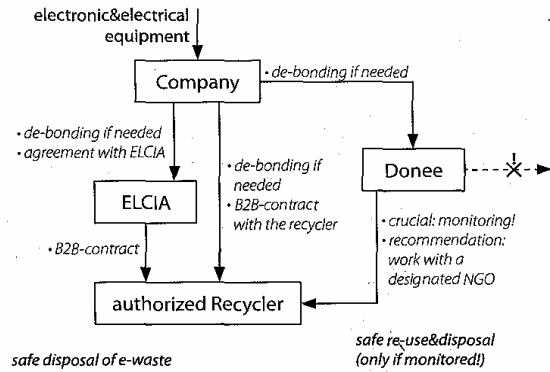 electronic&electrical
equipment
Company
• de-bonding if needed
• de-bonding if needed
• agreement with ELCIA
• de-bonding if
needed
• B2B-contract
with the recycler
!
Donee
ELCIA
• crucial: monitoring!
• recommendation:
work with a
designated NGO
• B2B-contract
authorized Recycler
safe disposal of e-waste
safe re-use&disposal
(only if monitored!)